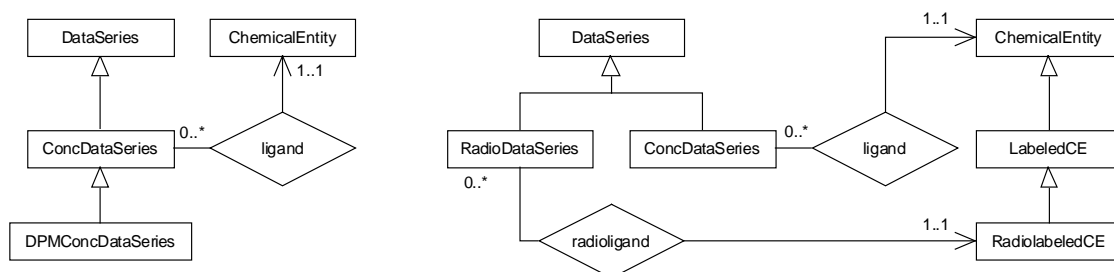 DataSeries
ChemicalEntity
1..1
ConcDataSeries
0..*
ligand
DPMConcDataSeries
DataSeries
1..1
ChemicalEntity
RadioDataSeries
ConcDataSeries
0..*
ligand
LabeledCE
0..*
radioligand
1..1
RadiolabeledCE